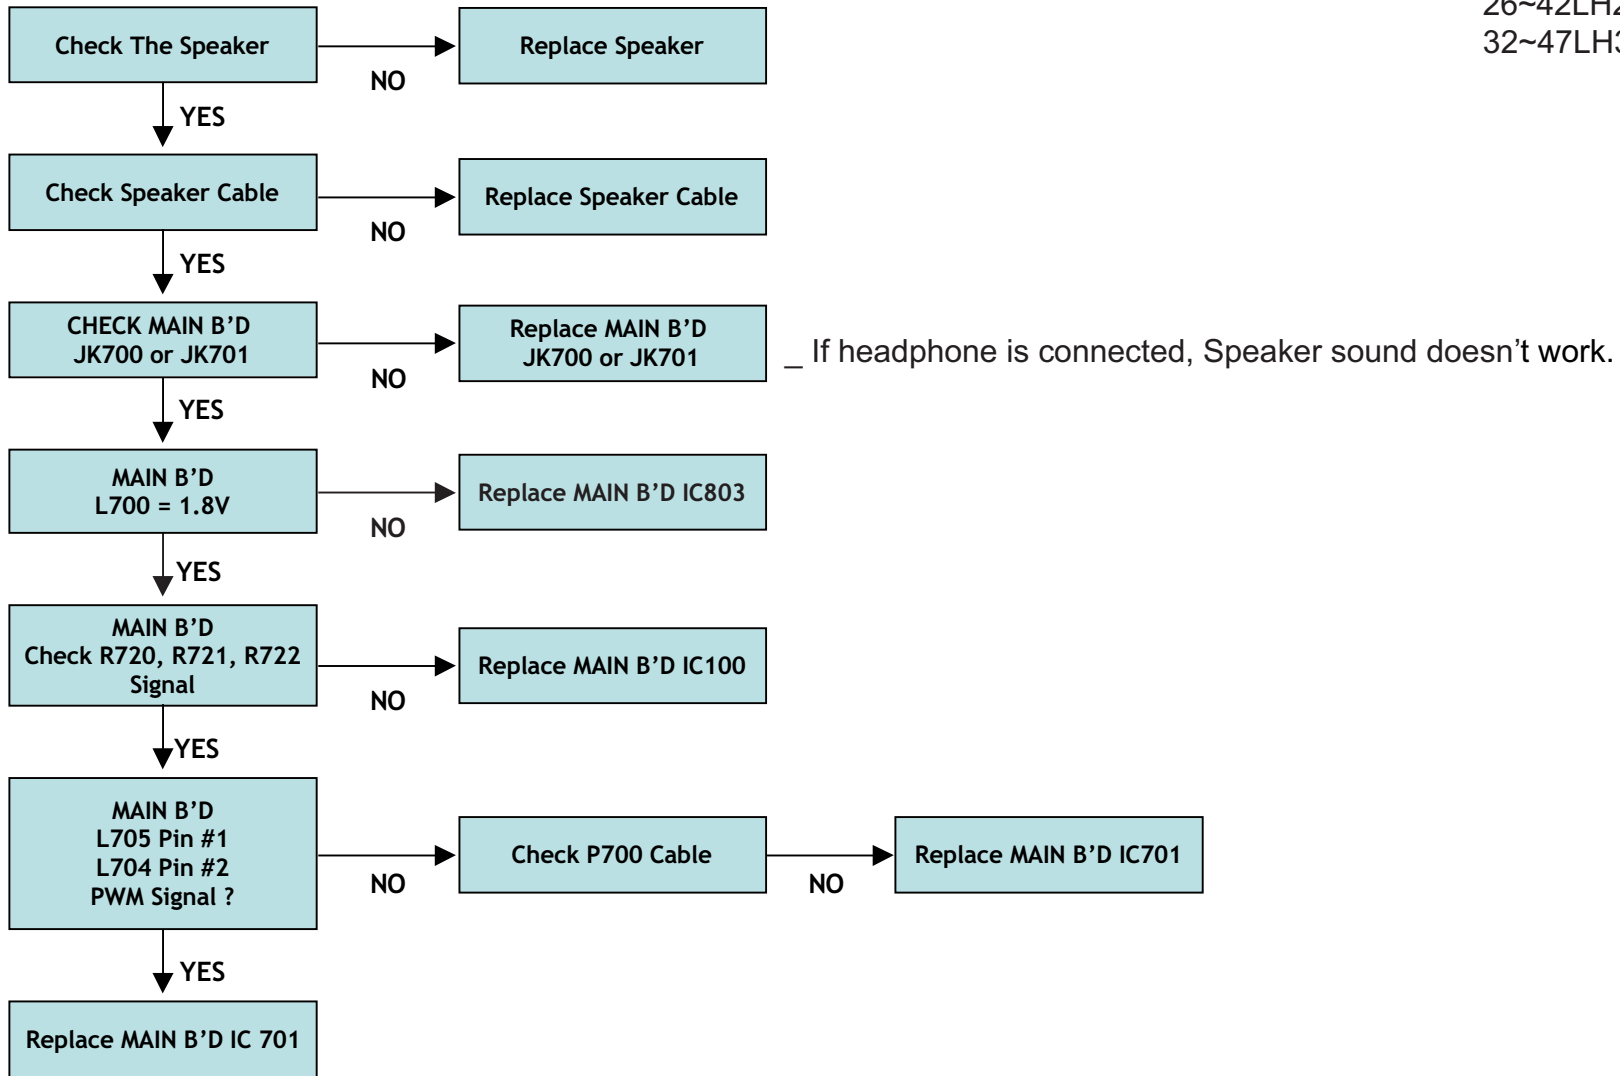 26~42LH2
32~47LH3
Check The Speaker
NO
Replace Speaker
YES
Check Speaker Cable
NO
Replace Speaker Cable
YES
CHECK MAIN B’D
JK700 or JK701
NO
Replace MAIN B’D
JK700 or JK701
_ If headphone is connected, Speaker sound doesn’t work.
YES
MAIN B’D
L700 = 1.8V
NO
Replace MAIN B’D IC803
YES
MAIN B’D
Check R720, R721, R722
Signal
NO
Replace MAIN B’D IC100
YES
MAIN B’D
L705 Pin #1
L704 Pin #2
PWM Signal ?
NO
Check P700 Cable
NO
Replace MAIN B’D IC701
YES
Replace MAIN B’D IC 701